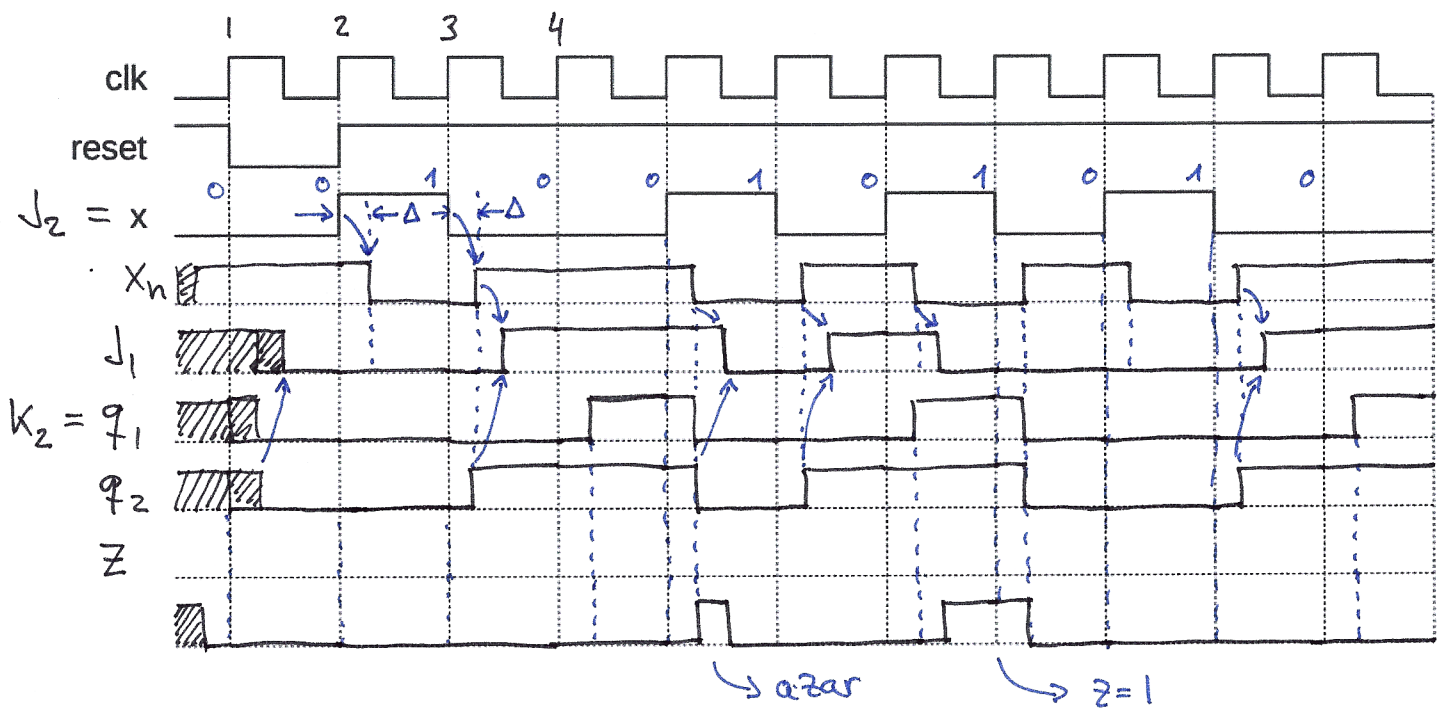 1 2 3 4
clk
reset
0 0 1 0 0 1 0 1 0 1 0
J2 = x
←Δ→ ←Δ
Xn
J1
K2 = q1
q2
Z
azar
z=1